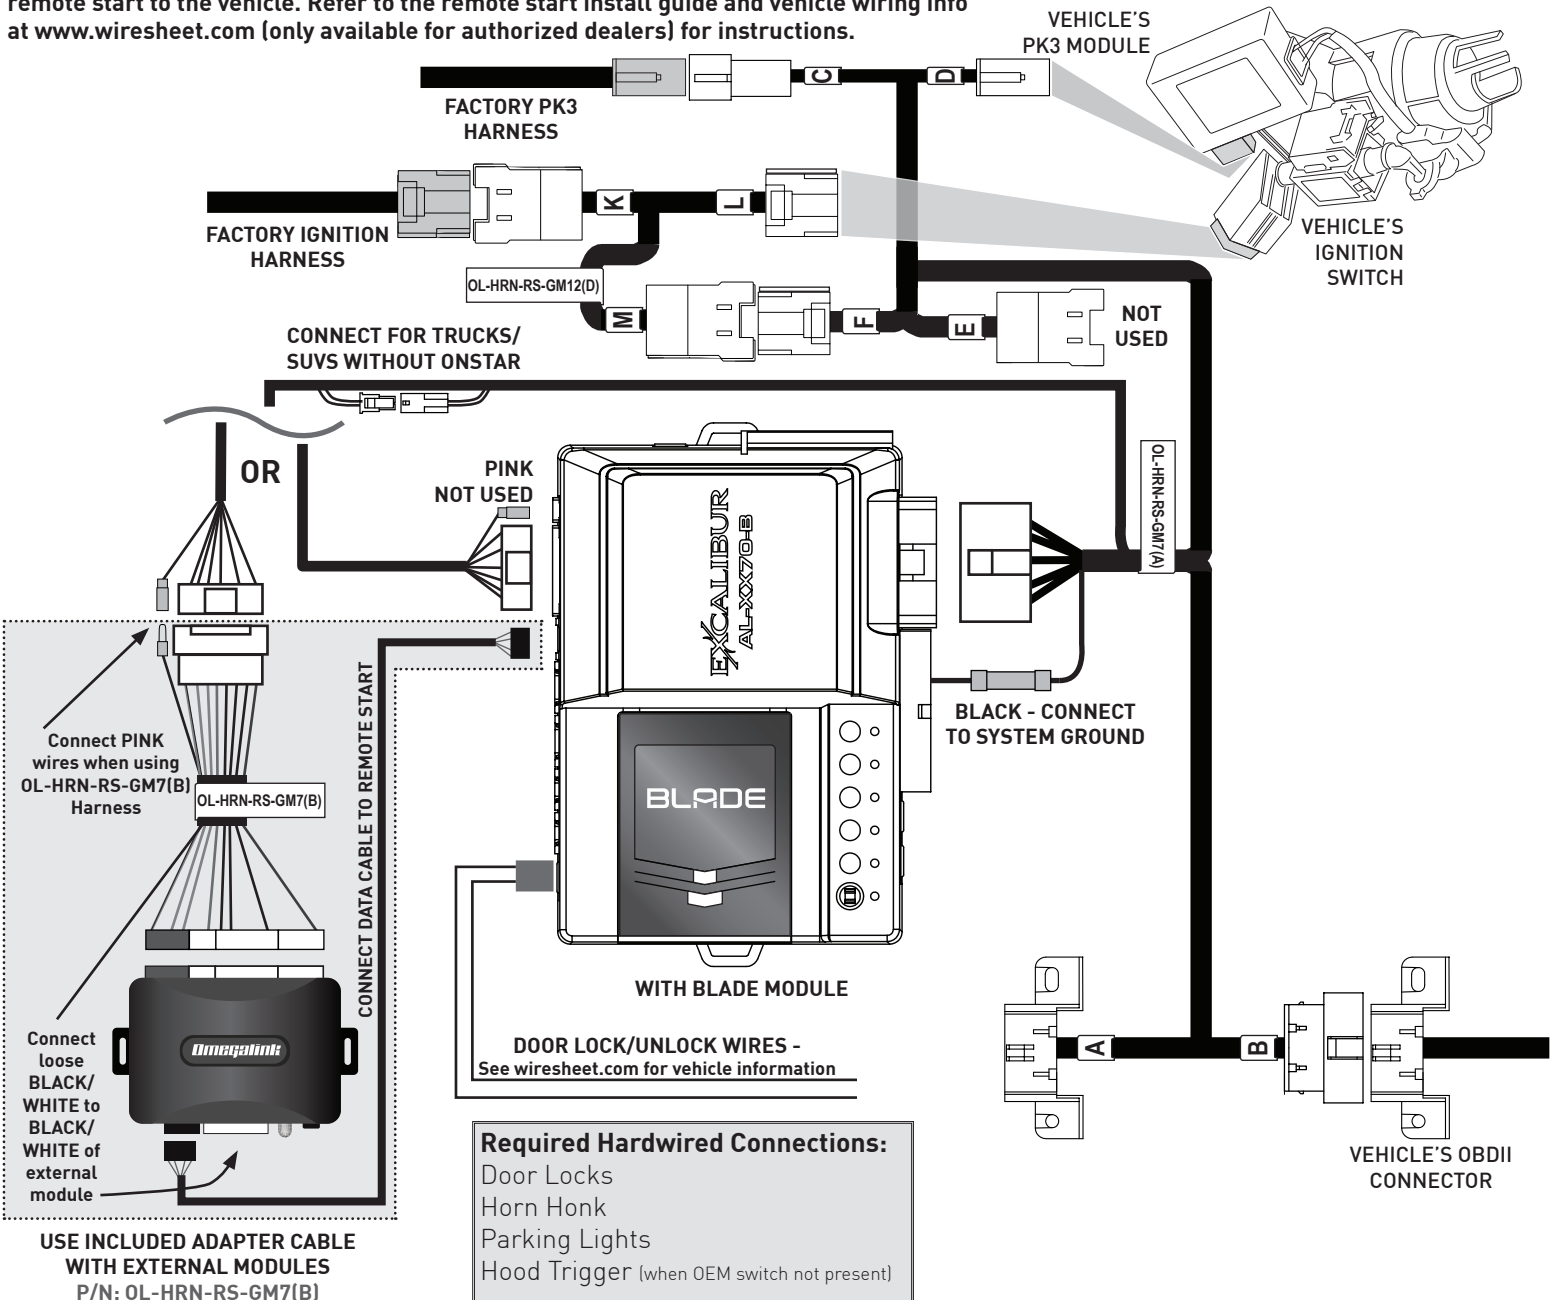 remote start to the vehicle. Refer to the remote start install guide and vehicle wiring info
at www.wiresheet.com (only available for authorized dealers) for instructions.
VEHICLE'S
PK3 MODULE
C
D
FACTORY PK3
HARNESS
K
L
FACTORY IGNITION
HARNESS
VEHICLE'S
IGNITION
SWITCH
OL-HRN-RS-GM12(D)
M
F
E
NOT
USED
CONNECT FOR TRUCKS/
SUVS WITHOUT ONSTAR
OR
PINK
NOT USED
EXCALIBUR
AL-XX70-B
OL-HRN-RS-GM7(A)
BLACK - CONNECT
TO SYSTEM GROUND
CONNECT DATA CABLE TO REMOTE START
Connect PINK
wires when using
OL-HRN-RS-GM7(B)
Harness
OL-HRN-RS-GM7(B)
BLADE
WITH BLADE MODULE
Omegalink
Connect
loose
BLACK/
WHITE to
BLACK/
WHITE of
external
module
DOOR LOCK/UNLOCK WIRES -
See wiresheet.com for vehicle information
A
B
VEHICLE'S OBDII
CONNECTOR
Required Hardwired Connections:
Door Locks
Horn Honk
Parking Lights
Hood Trigger (when OEM switch not present)
USE INCLUDED ADAPTER CABLE
WITH EXTERNAL MODULES
P/N: OL-HRN-RS-GM7(B)